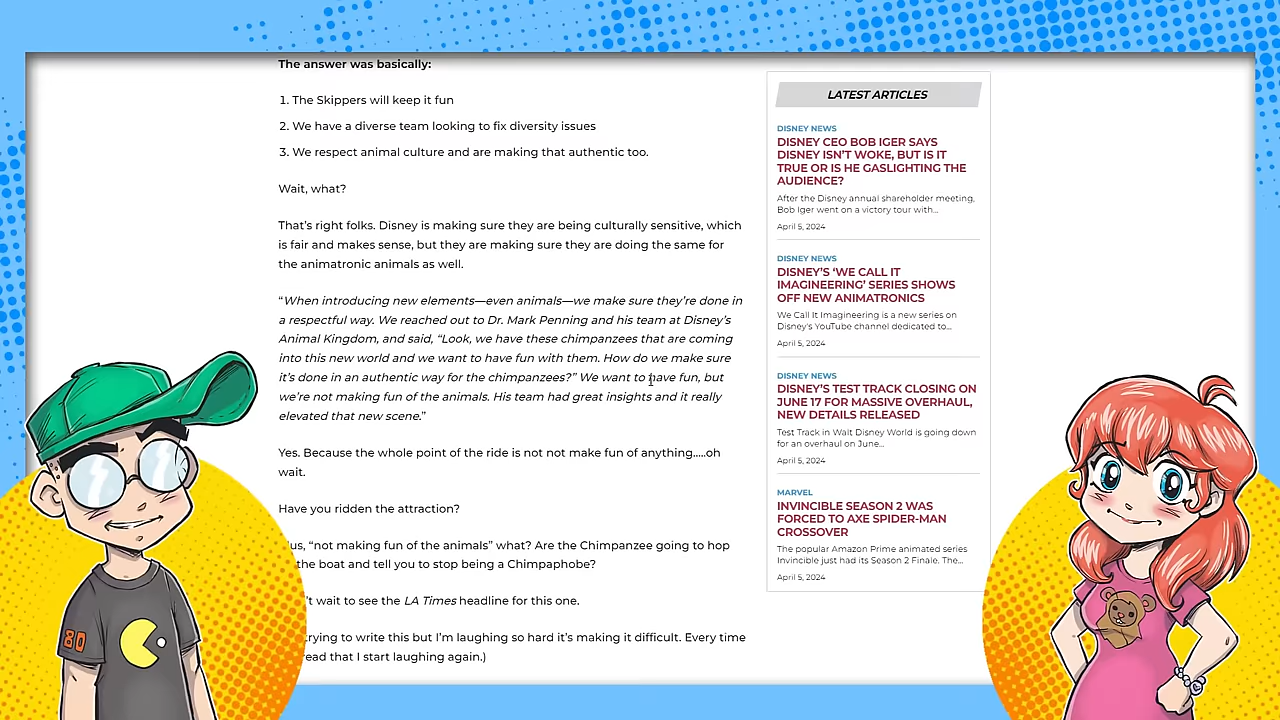 The answer was basically:
1. The Skippers will keep it fun
2. We have a diverse team looking to fix diversity issues
3. We respect animal culture and are making that authentic too.
Wait, what?
That's right folks. Disney is making sure they are being culturally sensitive, which
is fair and makes sense, but they are making sure they are doing the same for
the animatronic animals as well.
“When introducing new elements—even animals—we make sure they're done in
a respectful way. We reached out to Dr. Mark Penning and his team at Disney's
Animal Kingdom, and said, “Look, we have these chimpanzees that are coming
into this new world and we want to have fun with them. How do we make sure
it's done in an authentic way for the chimpanzees?” We want to have fun, but
we're not making fun of the animals. His team had great insights and it really
elevated that new scene.”
Yes. Because the whole point of the ride is not not make fun of anything.....oh
wait.
Have you ridden the attraction?
“not making fun of the animals” what? Are the Chimpanzee going to hop
the boat and tell you to stop being a Chimpaphobe?
wait to see the LA Times headline for this one.
trying to write this but I'm laughing so hard it's making it difficult. Every time
read that I start laughing again.)
LATEST ARTICLES
DISNEY NEWS
DISNEY CEO BOB IGER SAYS
DISNEY ISN'T WOKE, BUT IS IT
TRUE OR IS HE GASLIGHTING THE
AUDIENCE?
After the Disney annual shareholder meeting,
Bob Iger went on a victory tour with...
April 5, 2024
DISNEY NEWS
DISNEY'S ‘WE CALL IT
IMAGINEERING’ SERIES SHOWS
OFF NEW ANIMATRONICS
We Call It Imagineering is a new series on
Disney's YouTube channel dedicated to...
April 5, 2024
DISNEY NEWS
DISNEY'S TEST TRACK CLOSING ON
JUNE 17 FOR MASSIVE OVERHAUL,
NEW DETAILS RELEASED
Test Track in Walt Disney World is going down
for an overhaul on June...
April 5, 2024
MARVEL
INVINCIBLE SEASON 2 WAS
FORCED TO AXE SPIDER-MAN
CROSSOVER
The popular Amazon Prime animated series
Invincible just had its Season 2 Finale. The...
April 5, 2024
80